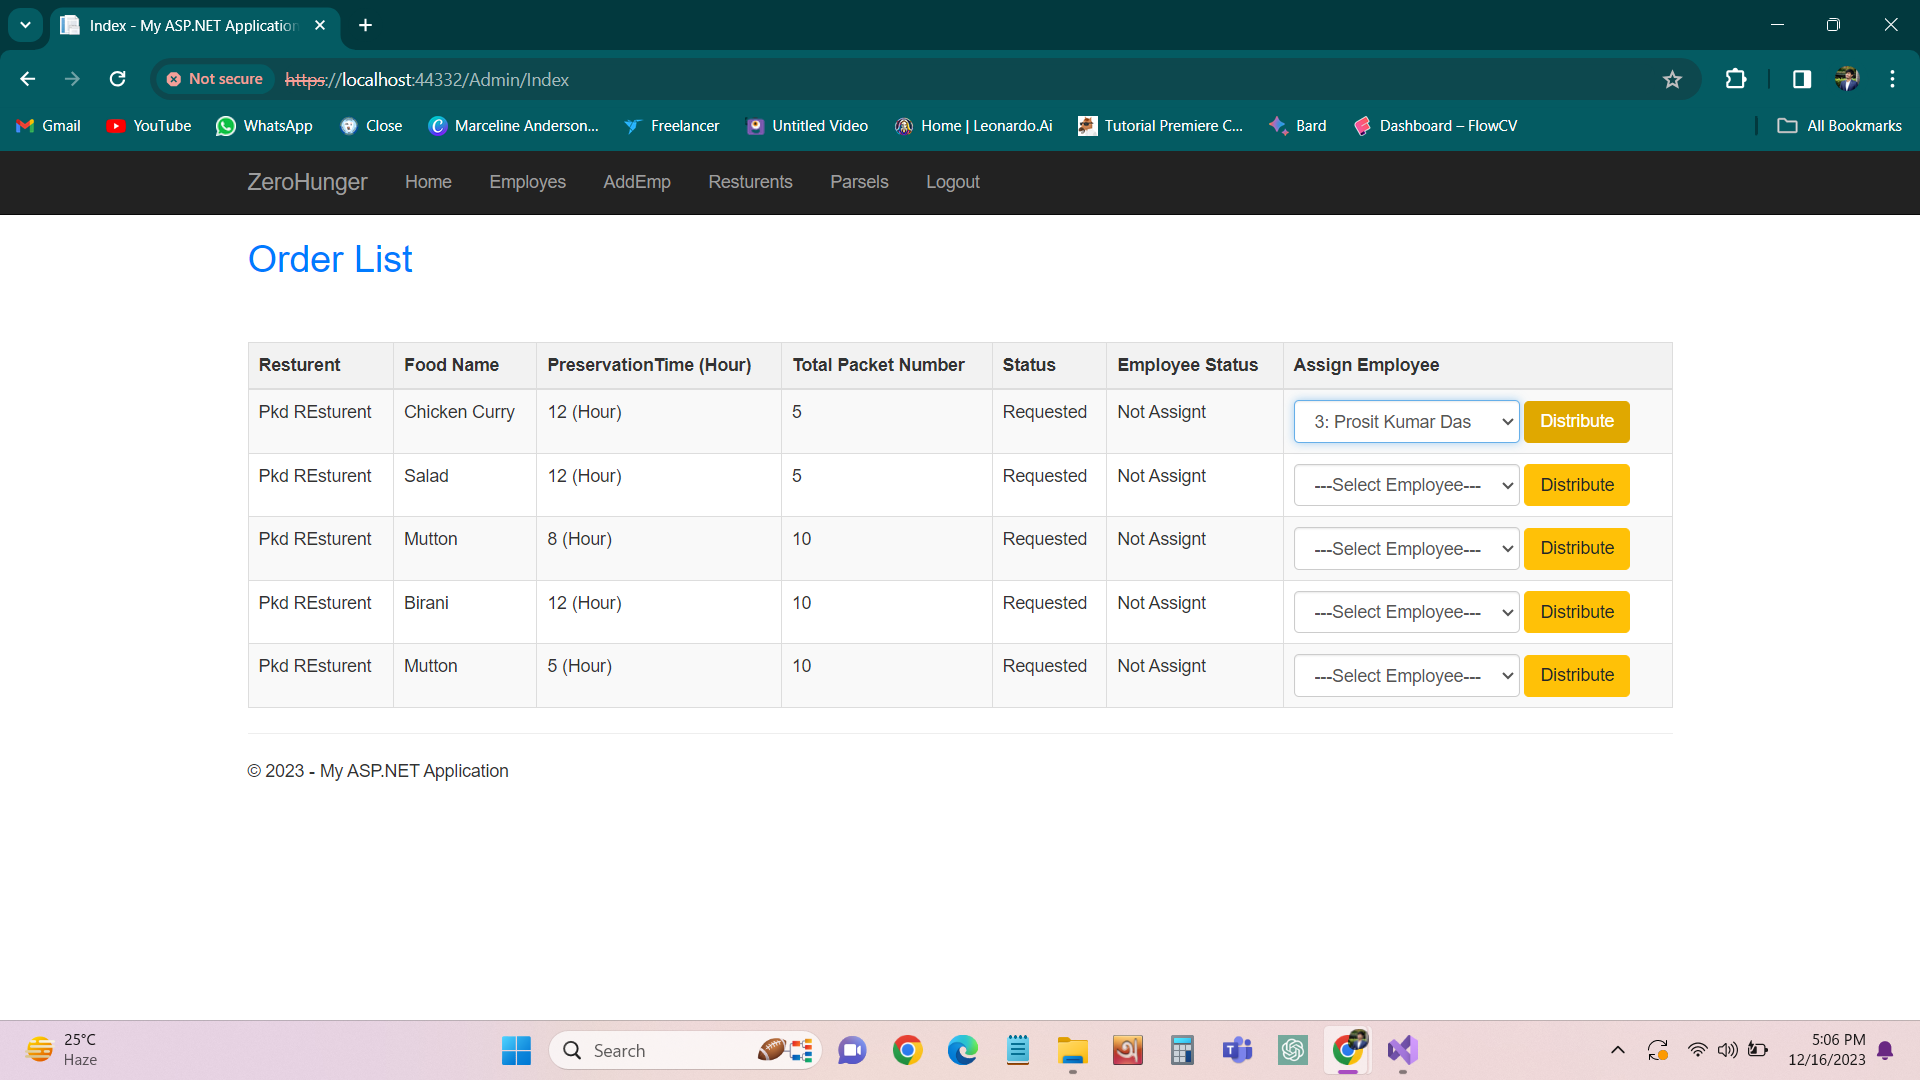 Index - My ASP.NET Application
Not secure https://localhost:44332/Admin/Index
Gmail YouTube WhatsApp Close Marceline Anderson... Freelancer Untitled Video Home | Leonardo.Ai Tutorial Premiere C... Bard Dashboard – FlowCV All Bookmarks
ZeroHunger Home Employes AddEmp Resturents Parsels Logout
Order List
Resturent Food Name PreservationTime (Hour) Total Packet Number Status Employee Status Assign Employee
Pkd REsturent Chicken Curry 12 (Hour) 5 Requested Not Assignt 3: Prosit Kumar Das Distribute
Pkd REsturent Salad 12 (Hour) 5 Requested Not Assignt ---Select Employee--- Distribute
Pkd REsturent Mutton 8 (Hour) 10 Requested Not Assignt ---Select Employee--- Distribute
Pkd REsturent Birani 12 (Hour) 10 Requested Not Assignt ---Select Employee--- Distribute
Pkd REsturent Mutton 5 (Hour) 10 Requested Not Assignt ---Select Employee--- Distribute
© 2023 - My ASP.NET Application
25°C
Haze
Search
5:06 PM
12/16/2023